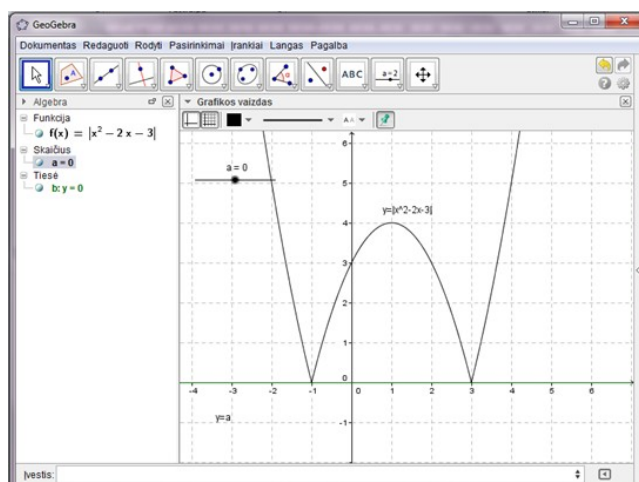 GeoGebra
Dokumentas Redaguoti Rodyti Pasirinkimai Įrankiai Langas Pagalba
A
ABC
a=2
Algebra
Grafikos vaizdas
Funkcija
f(x) = |x² − 2 x − 3|
Skaičius
a = 0
Tiesė
b: y = 0
A A
a = 0
y=|x^2-2x-3|
5
4
3
2
1
0
-1
-4 -3 -2 -1 0 1 2 3 4 5 6
y=a
Įvestis: